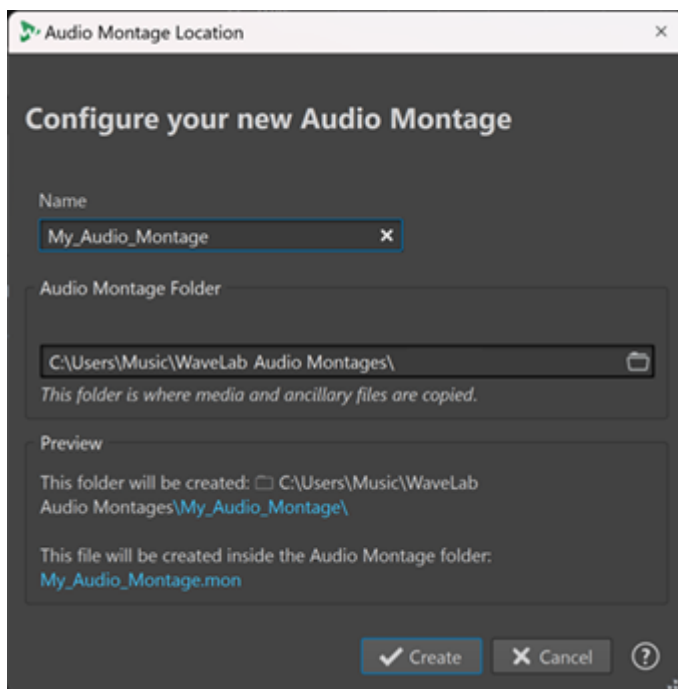 Audio Montage Location
Configure your new Audio Montage
Name
My_Audio_Montage
Audio Montage Folder
C:\Users\Music\WaveLab Audio Montages\
This folder is where media and ancillary files are copied.
Preview
This folder will be created: C:\Users\Music\WaveLab
Audio Montages\My_Audio_Montage\
This file will be created inside the Audio Montage folder:
My_Audio_Montage.mon
Create Cancel ?